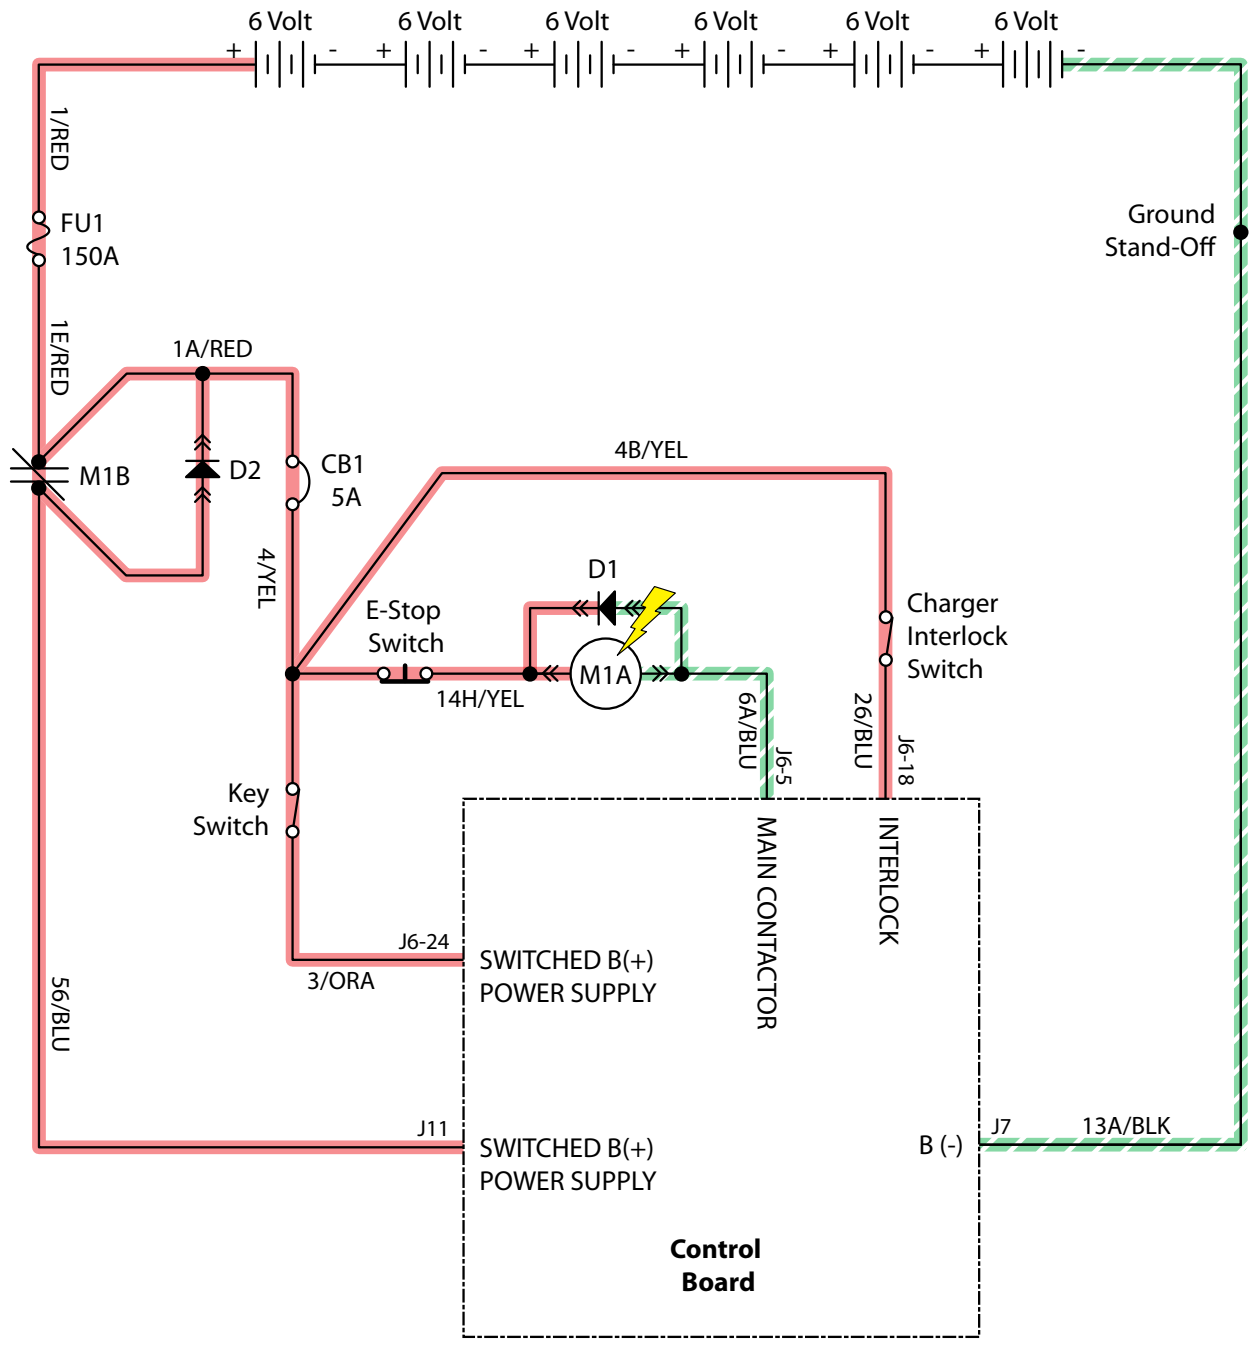 6 Volt 6 Volt 6 Volt 6 Volt 6 Volt 6 Volt
+ - + - + - + - + - + -
1/RED
FU1
150A
Ground
Stand-Off
1E/RED
1A/RED
M1B
D2
CB1
5A
4B/YEL
4/YEL
E-Stop
Switch
D1
M1A
14H/YEL
Charger
Interlock
Switch
6A/BLU
J6-5
26/BLU
J6-18
Key
Switch
MAIN CONTACTOR
INTERLOCK
J6-24
3/ORA
SWITCHED B(+)
POWER SUPPLY
56/BLU
J11
SWITCHED B(+)
POWER SUPPLY
B (-)
J7
13A/BLK
Control
Board